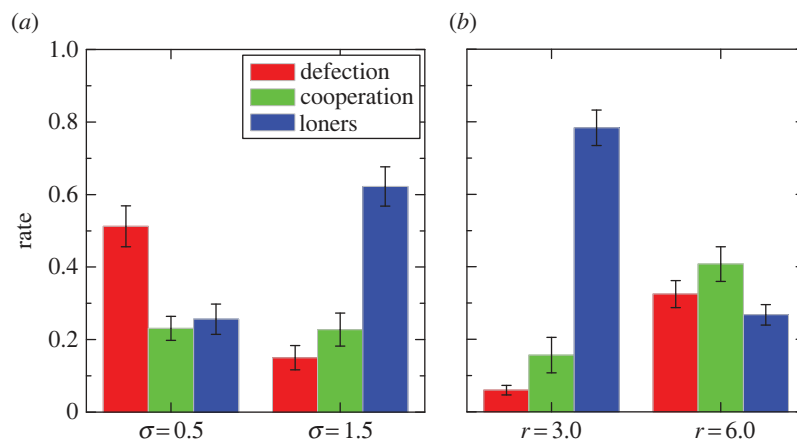 (a) (b)
1.0
defection
cooperation
loners
0.8
0.6
rate
0.4
0.2
0
σ=0.5 σ=1.5 r=3.0 r=6.0